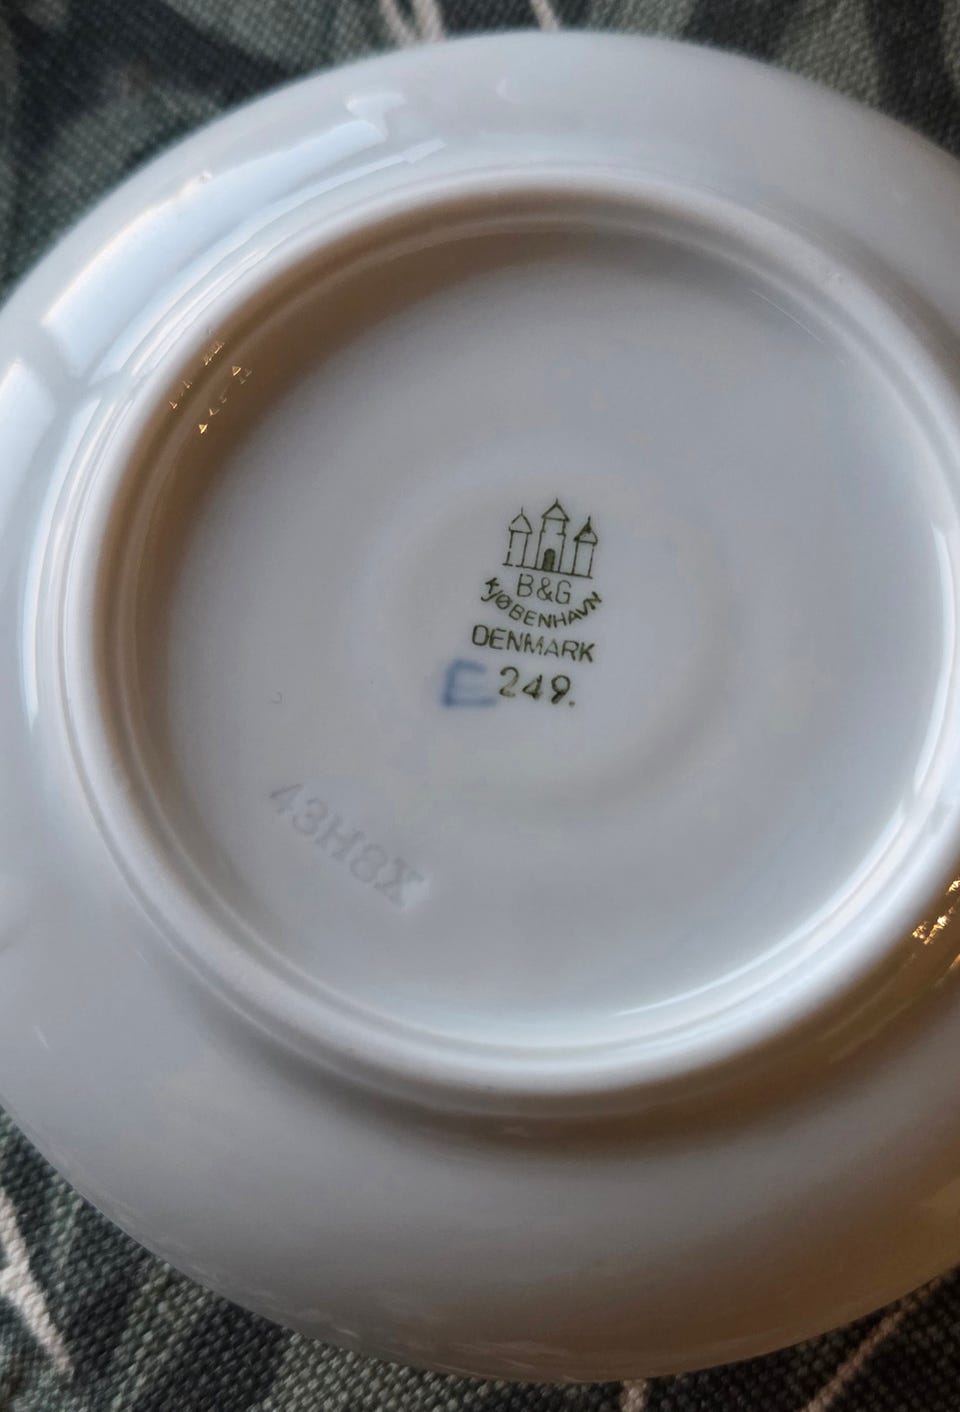 B&G
KJØBENHAVN
DENMARK
E 249.
43H8X